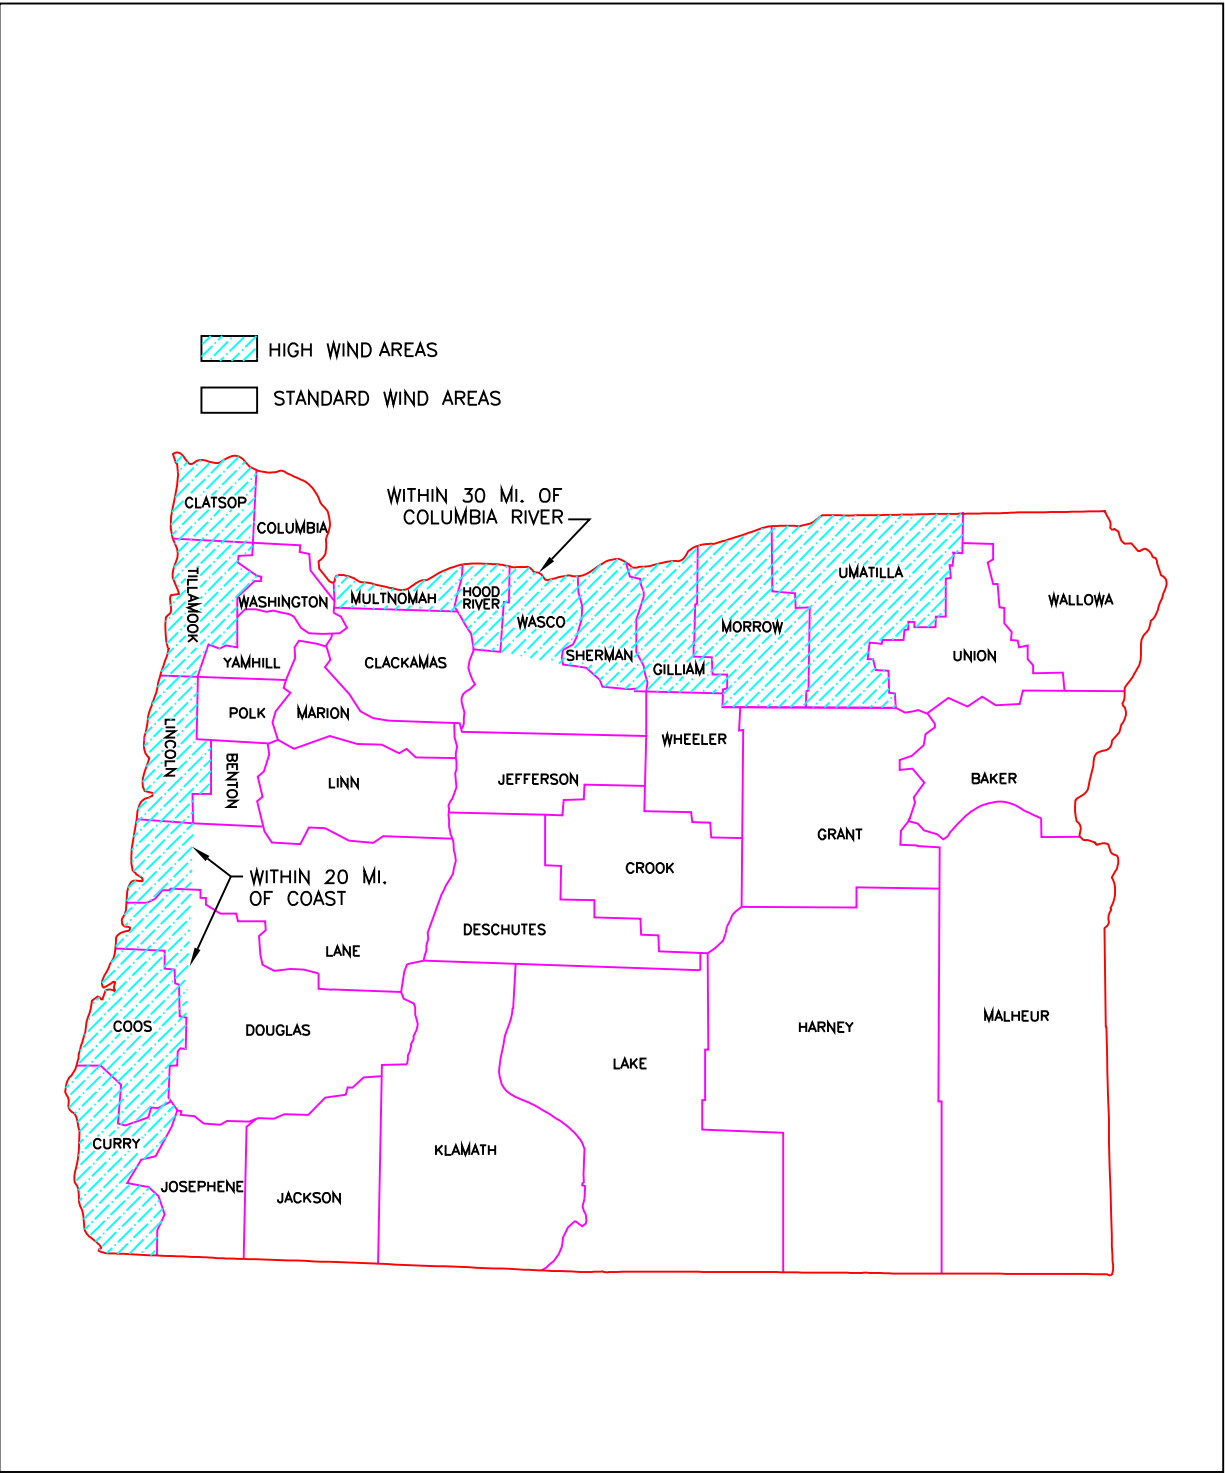 HIGH WIND AREAS
STANDARD WIND AREAS
CLATSOP
WITHIN 30 MI. OF
COLUMBIA RIVER
COLUMBIA
TILLAMOOK
WASHINGTON
MULTNOMAH
HOOD
RIVER
WASCO
SHERMAN
GILLIAM
MORROW
UMATILLA
WALLOWA
UNION
YAMHILL
CLACKAMAS
POLK
MARION
LINCOLN
BENTON
LINN
JEFFERSON
WHEELER
BAKER
GRANT
CROOK
WITHIN 20 MI.
OF COAST
LANE
DESCHUTES
COOS
DOUGLAS
LAKE
HARNEY
MALHEUR
CURRY
JOSEPHENE
JACKSON
KLAMATH